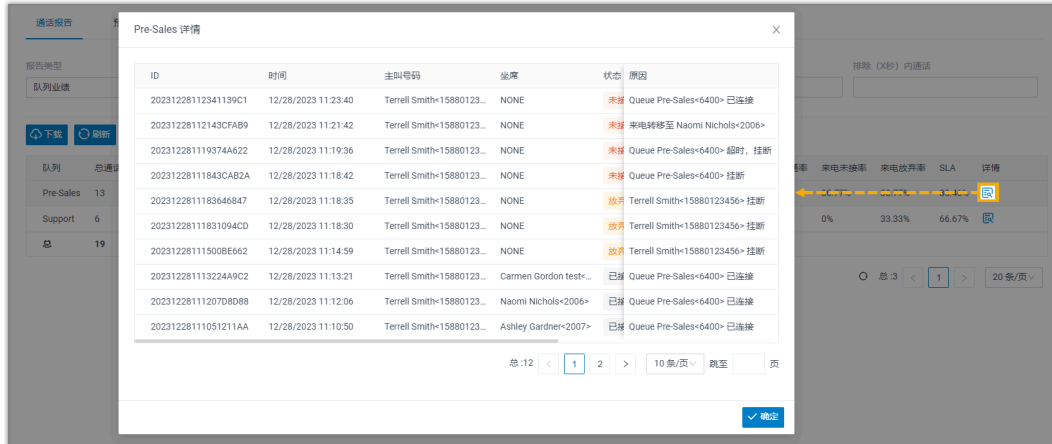 通话报告
Pre-Sales 详情
报告类型
排除（X秒）内通话
队列业绩
下载 刷新
队列 总通话 来电未接率 来电放弃率 SLA 详情
Pre-Sales 13
Support 6 0% 33.33% 66.67%
总 19
总 :3 < 1 > 20 条/页
ID 时间 主叫号码 坐席 状态 原因
20231228112341139C1 12/28/2023 11:23:40 Terrell Smith<15880123... NONE 未接 Queue Pre-Sales<6400> 已连接
20231228112143CFAB9 12/28/2023 11:21:42 Terrell Smith<15880123... NONE 未接 来电转移至 Naomi Nichols<2006>
2023122811119374A622 12/28/2023 11:19:36 Terrell Smith<15880123... NONE 未接 Queue Pre-Sales<6400> 超时，挂断
20231228111843CAB2A 12/28/2023 11:18:42 Terrell Smith<15880123... NONE 未接 Queue Pre-Sales<6400> 挂断
2023122811183646847 12/28/2023 11:18:35 Terrell Smith<15880123... NONE 放弃 Terrell Smith<15880123456> 挂断
20231228111831094CD 12/28/2023 11:18:30 Terrell Smith<15880123... NONE 放弃 Terrell Smith<15880123456> 挂断
20231228111500BE662 12/28/2023 11:14:59 Terrell Smith<15880123... NONE 放弃 Terrell Smith<15880123456> 挂断
202312281113224A9C2 12/28/2023 11:13:21 Terrell Smith<15880123... Carmen Gordon test<... 已接 Queue Pre-Sales<6400> 已连接
20231228111207D8D88 12/28/2023 11:12:06 Terrell Smith<15880123... Naomi Nichols<2006> 已接 Queue Pre-Sales<6400> 已连接
20231228111051211AA 12/28/2023 11:10:50 Terrell Smith<15880123... Ashley Gardner<2007> 已接 Queue Pre-Sales<6400> 已连接
总 :12 < 1 2 > 10 条/页 跳至 页
确定